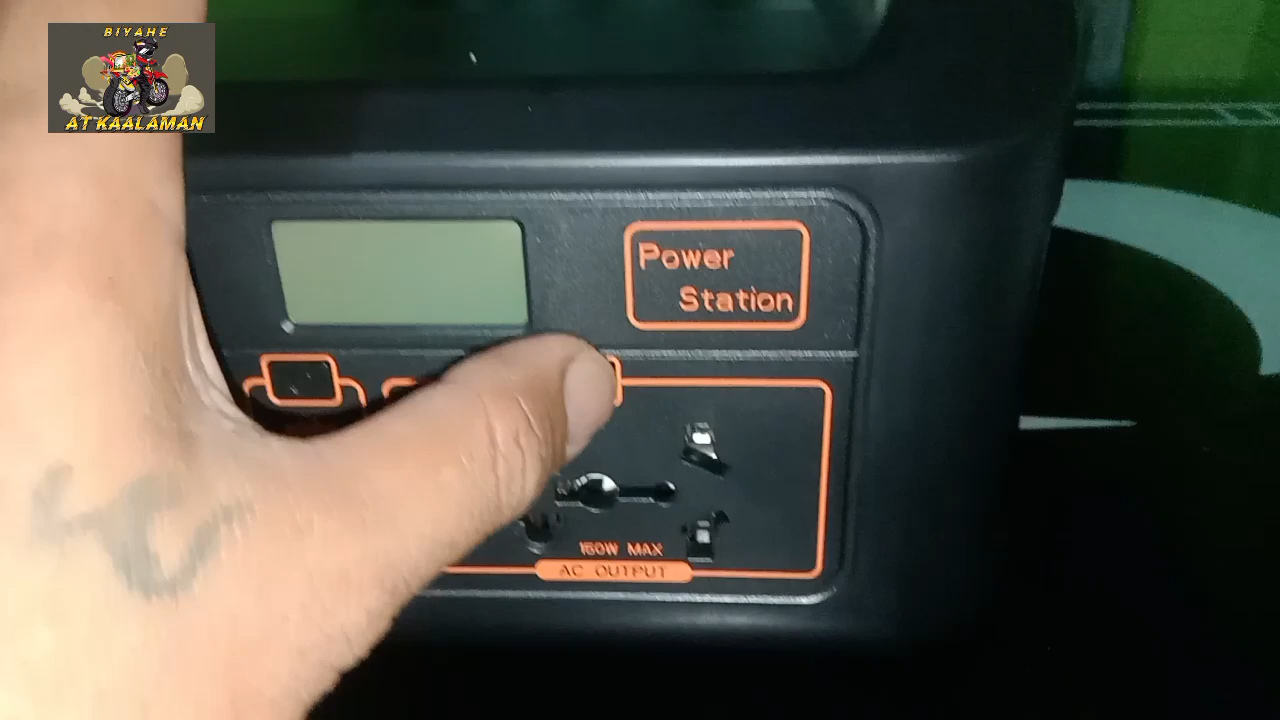 BIYAHE
AT KAALAMAN
Power
Station
150W MAX
AC OUTPUT